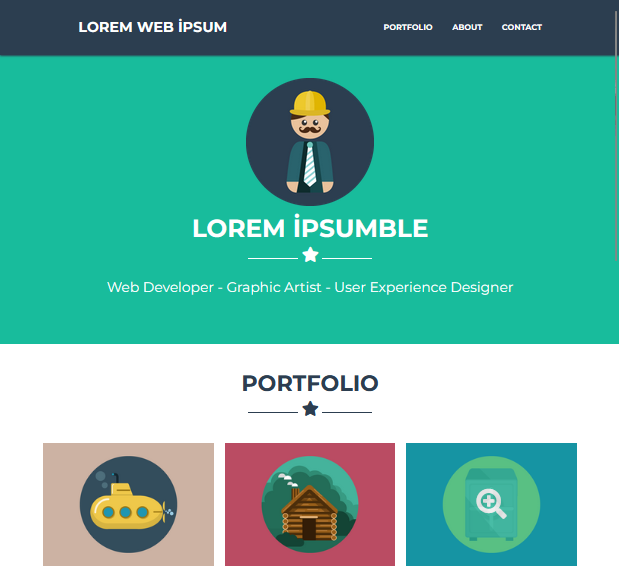 LOREM WEB İPSUM
PORTFOLIO ABOUT CONTACT
LOREM İPSUMBLE
Web Developer - Graphic Artist - User Experience Designer
PORTFOLIO